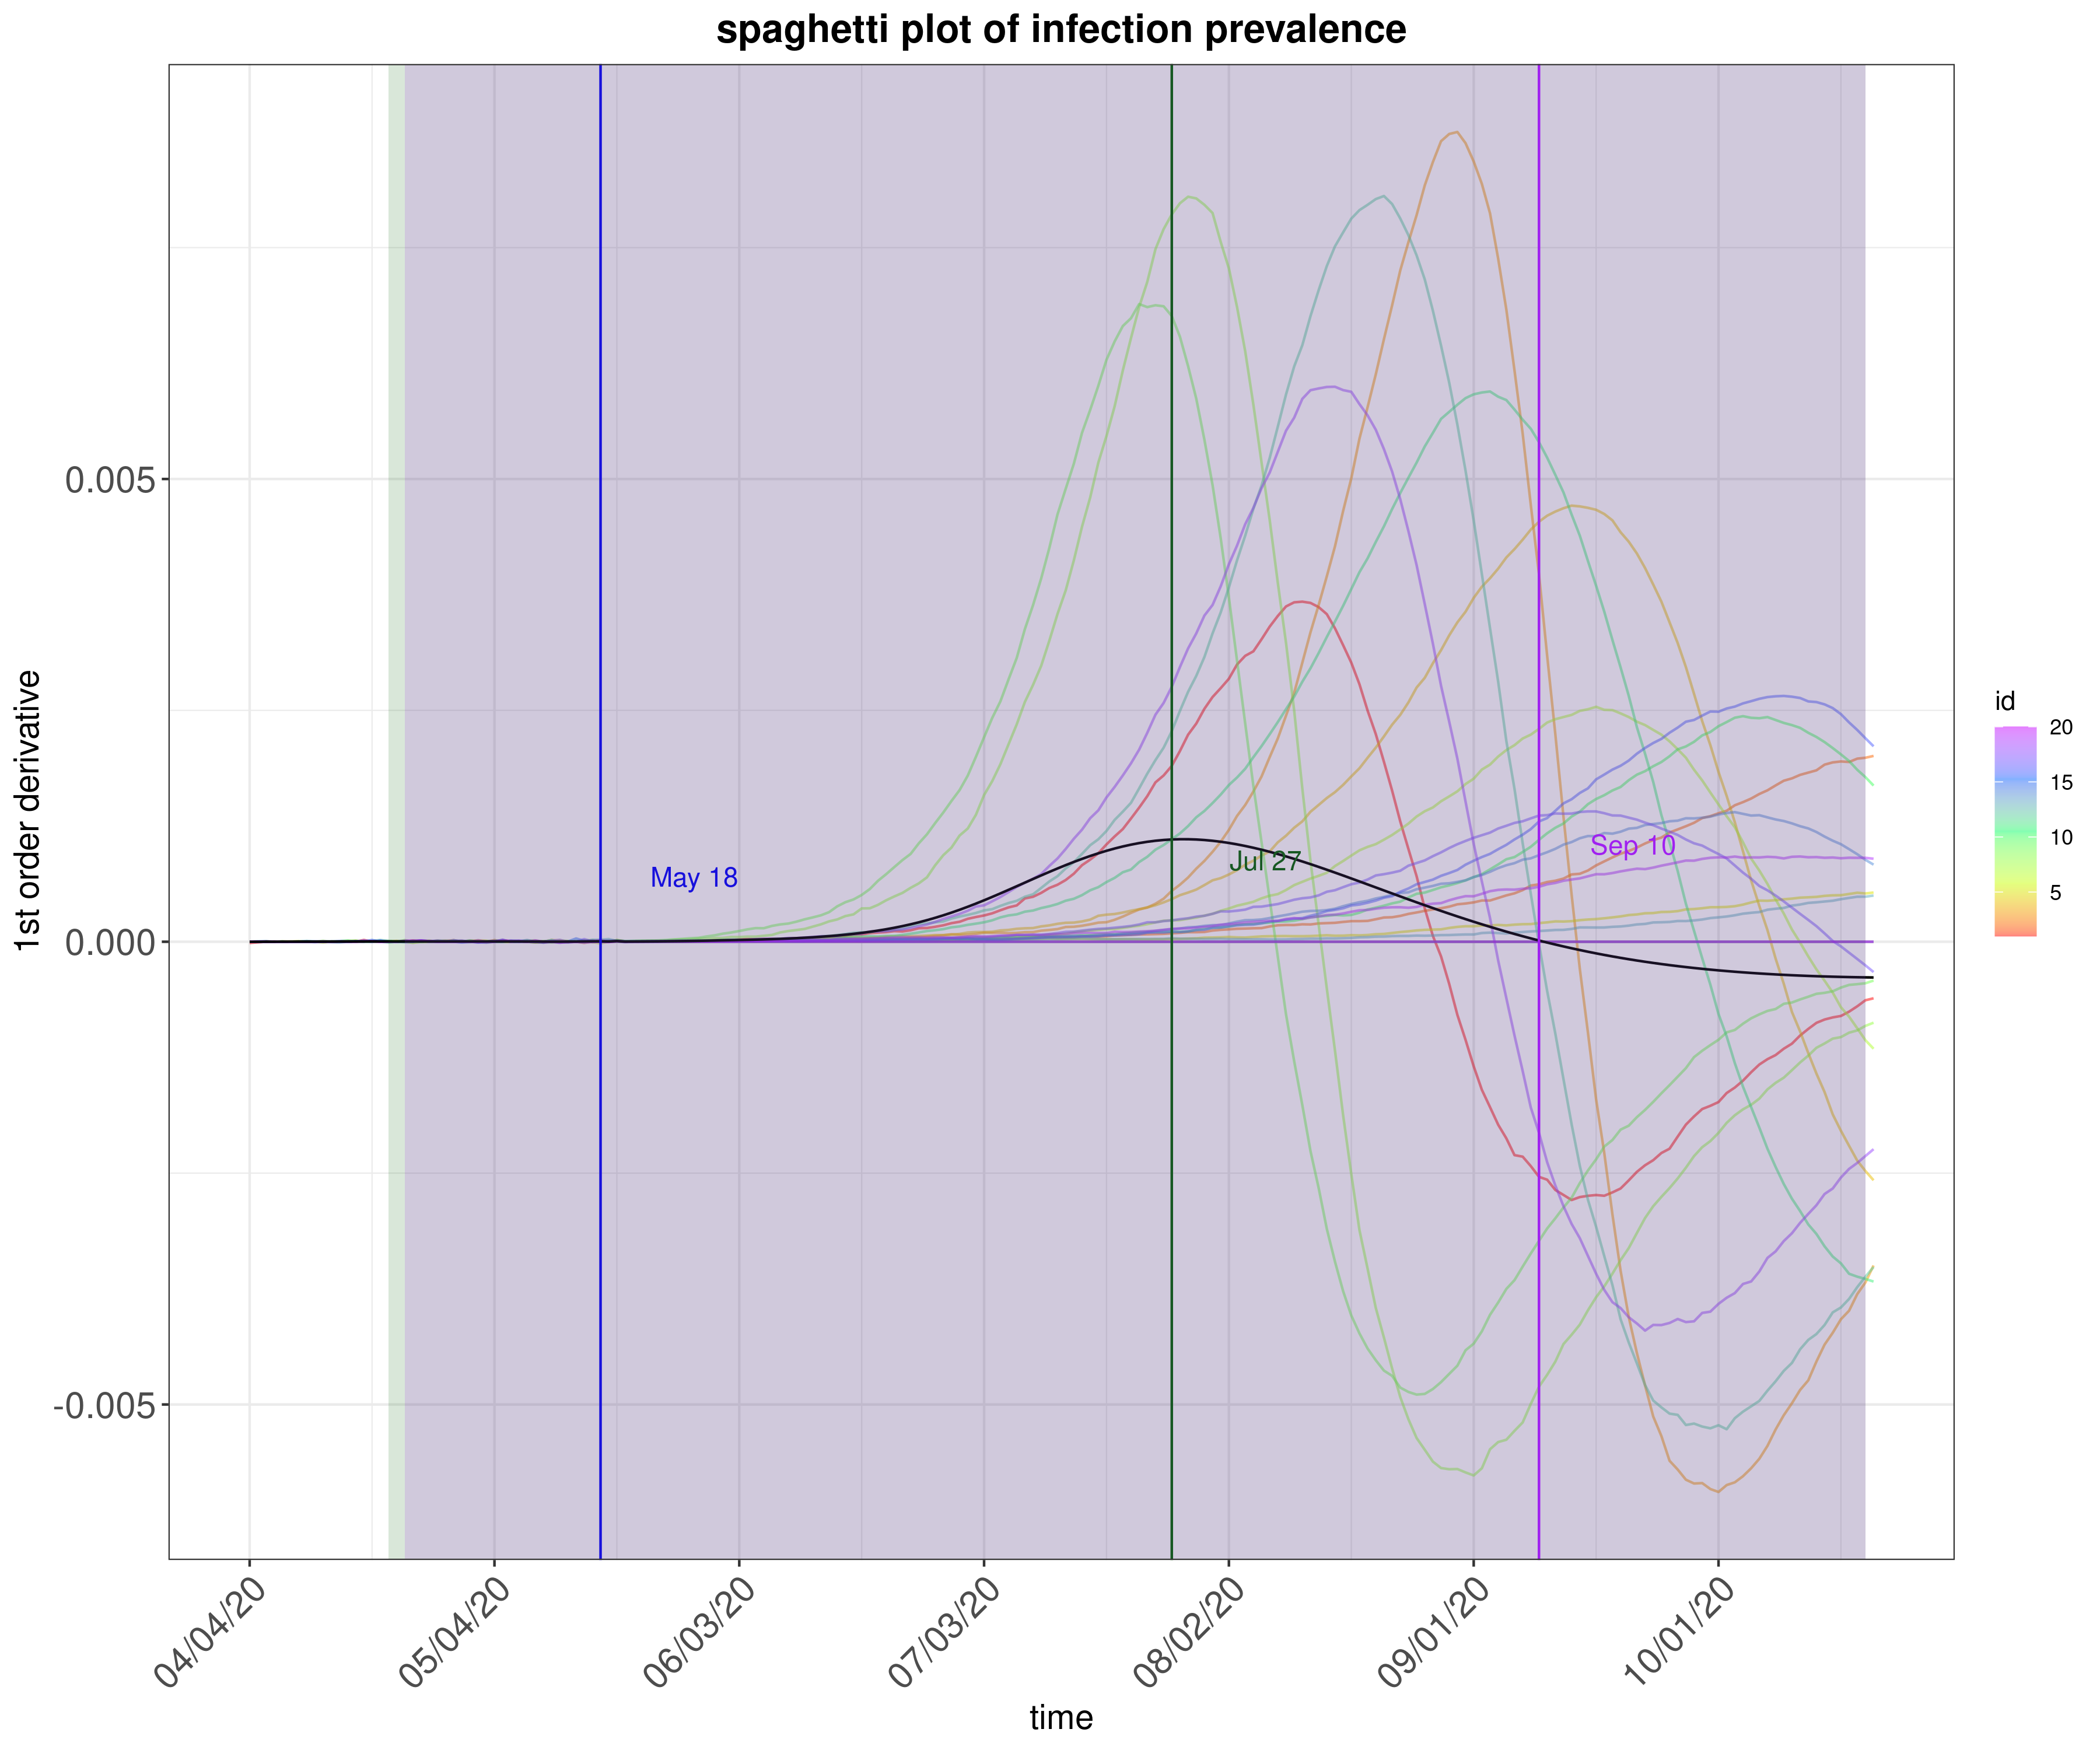 spaghetti plot of infection prevalence
1st order derivative
0.005
0.000
-0.005
May 18
Jul 27
Sep 10
id
20
15
10
5
04/04/20
05/04/20
06/03/20
07/03/20
08/02/20
09/01/20
10/01/20
time